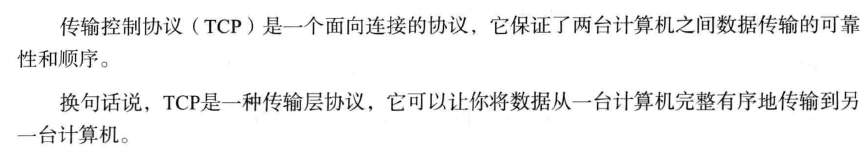 传输控制协议（TCP）是一个面向连接的协议，它保证了两台计算机之间数据传输的可靠
性和顺序。
换句话说，TCP是一种传输层协议，它可以让你将数据从一台计算机完整有序地传输到另
一台计算机。